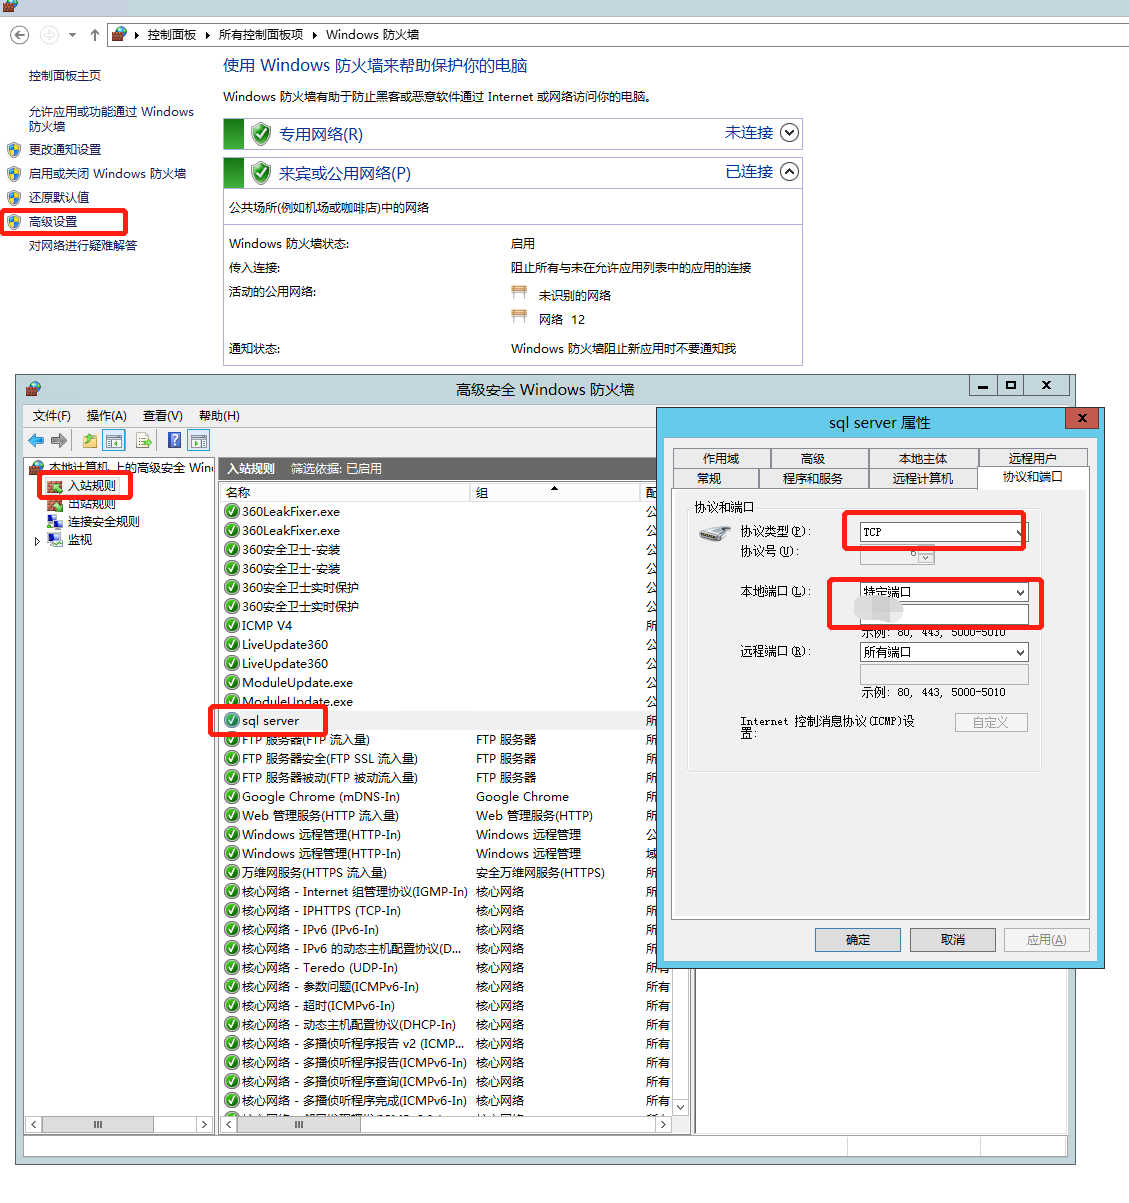 控制面板 所有控制面板项 Windows 防火墙
控制面板主页
允许应用或功能通过 Windows
防火墙
更改通知设置
启用或关闭 Windows 防火墙
还原默认值
高级设置
对网络进行疑难解答
使用 Windows 防火墙来帮助保护你的电脑
Windows 防火墙有助于防止黑客或恶意软件通过 Internet 或网络访问你的电脑。
专用网络(R) 未连接
来宾或公用网络(P) 已连接
公共场所(例如机场或咖啡店)中的网络
Windows 防火墙状态: 启用
传入连接: 阻止所有与未在允许应用列表中的应用的连接
活动的公用网络: 未识别的网络
网络 12
通知状态: Windows 防火墙阻止新应用时不要通知我
高级安全 Windows 防火墙
文件(F) 操作(A) 查看(V) 帮助(H)
本地计算机 上的高级安全 Win
入站规则
出站规则
连接安全规则
监视
入站规则 筛选依据: 已启用
名称 组 配
360LeakFixer.exe 公
360LeakFixer.exe 公
360安全卫士-安装 公
360安全卫士-安装 公
360安全卫士实时保护 公
360安全卫士实时保护 公
ICMP V4 所
LiveUpdate360 公
LiveUpdate360 公
ModuleUpdate.exe 公
ModuleUpdate.exe 公
sql server 所
FTP 服务器(FTP 流入量) FTP 服务器 所
FTP 服务器安全(FTP SSL 流入量) FTP 服务器 所
FTP 服务器被动(FTP 被动流入量) FTP 服务器 所
Google Chrome (mDNS-In) Google Chrome 所
Web 管理服务(HTTP 流入量) Web 管理服务(HTTP) 所
Windows 远程管理(HTTP-In) Windows 远程管理 公
Windows 远程管理(HTTP-In) Windows 远程管理 域
万维网服务(HTTPS 流入量) 安全万维网服务(HTTPS) 所
核心网络 - Internet 组管理协议(IGMP-In) 核心网络 所
核心网络 - IPHTTPS (TCP-In) 核心网络 所
核心网络 - IPv6 (IPv6-In) 核心网络 所
核心网络 - IPv6 的动态主机配置协议(D... 核心网络 所
核心网络 - Teredo (UDP-In) 核心网络 所有
核心网络 - 参数问题(ICMPv6-In) 核心网络 所有
核心网络 - 超时(ICMPv6-In) 核心网络 所有
核心网络 - 动态主机配置协议(DHCP-In) 核心网络 所有
核心网络 - 多播侦听程序报告 v2 (ICMP... 核心网络 所有
核心网络 - 多播侦听程序报告(ICMPv6-In) 核心网络 所有
核心网络 - 多播侦听程序查询(ICMPv6-In) 核心网络 所有
核心网络 - 多播侦听程序完成(ICMPv6-In) 核心网络 所有
sql server 属性
作用域 高级 本地主体 远程用户
常规 程序和服务 远程计算机 协议和端口
协议和端口
协议类型(P): TCP
协议号(U): 6
本地端口(L): 特定端口
示例: 80, 443, 5000-5010
远程端口(R): 所有端口
示例: 80, 443, 5000-5010
Internet 控制消息协议(ICMP)设
置: 自定义
确定 取消 应用(A)